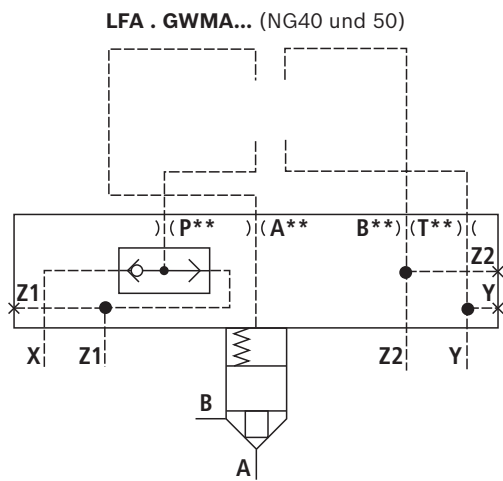 LFA . GWMA... (NG40 und 50)
P** A** B** T**
Z2
Z1 Y
X Z1 Z2 Y
B
A